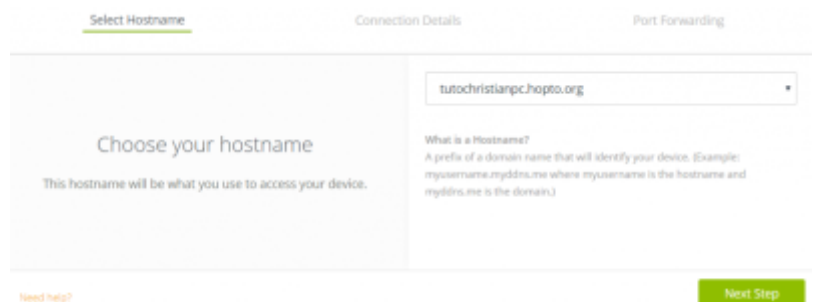 Select Hostname
Connection Details
Port Forwarding
tutochristianpc.hopto.org
Choose your hostname
This hostname will be what you use to access your device.
What is a Hostname?
A prefix of a domain name that will identify your device. (Example:
myusername.myddns.me where myusername is the hostname and
myddns.me is the domain.)
Need help?
Next Step